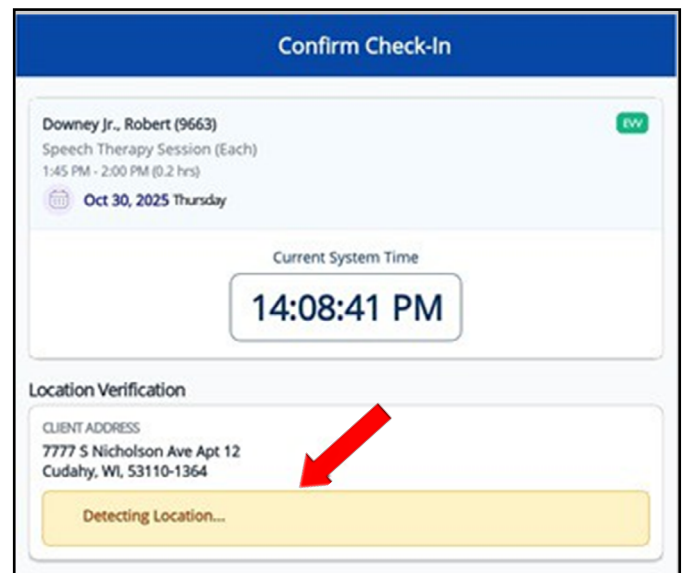 Confirm Check-In
Downey Jr., Robert (9663)
EVV
Speech Therapy Session (Each)
1:45 PM - 2:00 PM (0.2 hrs)
Oct 30, 2025 Thursday
Current System Time
14:08:41 PM
Location Verification
CLIENT ADDRESS
7777 S Nicholson Ave Apt 12
Cudahy, WI, 53110-1364
Detecting Location...